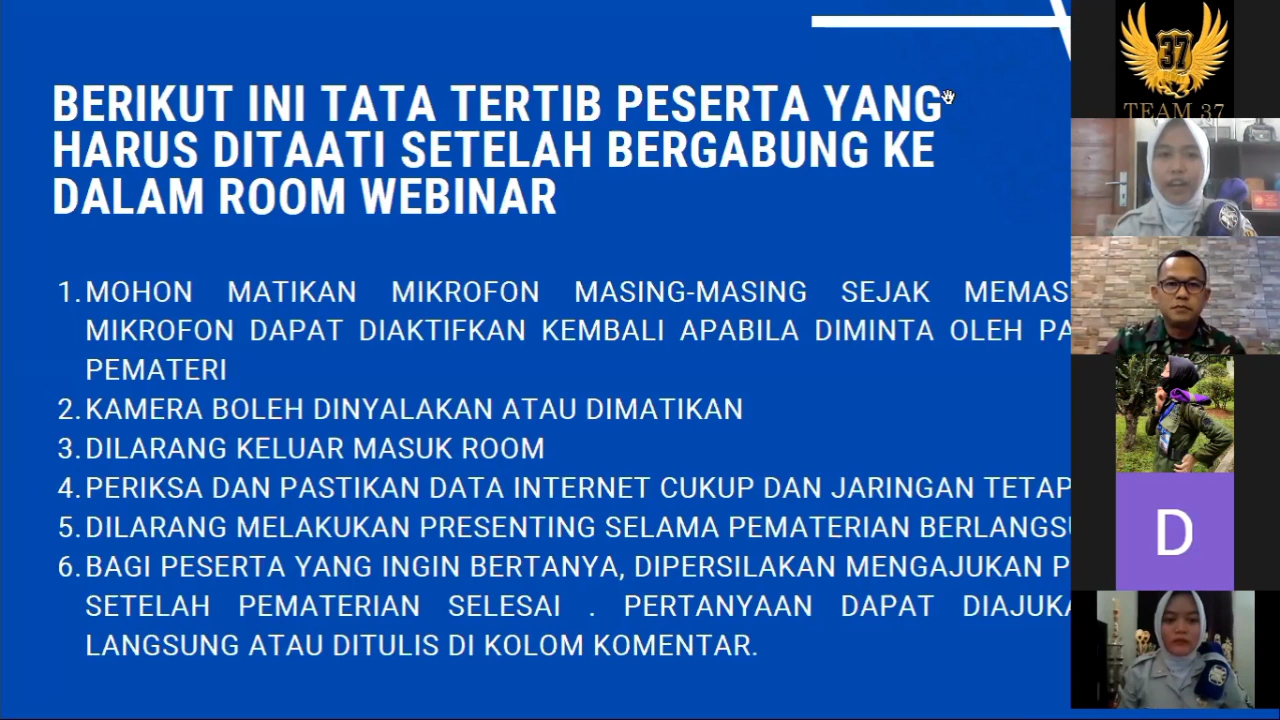 BERIKUT INI TATA TERTIB PESERTA YANG
HARUS DITAATI SETELAH BERGABUNG KE
DALAM ROOM WEBINAR
1. MOHON MATIKAN MIKROFON MASING-MASING SEJAK
MIKROFON DAPAT DIAKTIFKAN KEMBALI APABILA DIMINTA OLEH
PEMATERI
2. KAMERA BOLEH DINYALAKAN ATAU DIMATIKAN
3. DILARANG KELUAR MASUK ROOM
4. PERIKSA DAN PASTIKAN DATA INTERNET CUKUP DAN JARINGAN TETAP
5. DILARANG MELAKUKAN PRESENTING SELAMA PEMATERIAN
6. BAGI PESERTA YANG INGIN BERTANYA, DIPERSILAKAN MENGAJUKAN
SETELAH PEMATERIAN SELESAI . PERTANYAAN DAPAT
LANGSUNG ATAU DITULIS DI KOLOM KOMENTAR.
37
TEAM 37
D